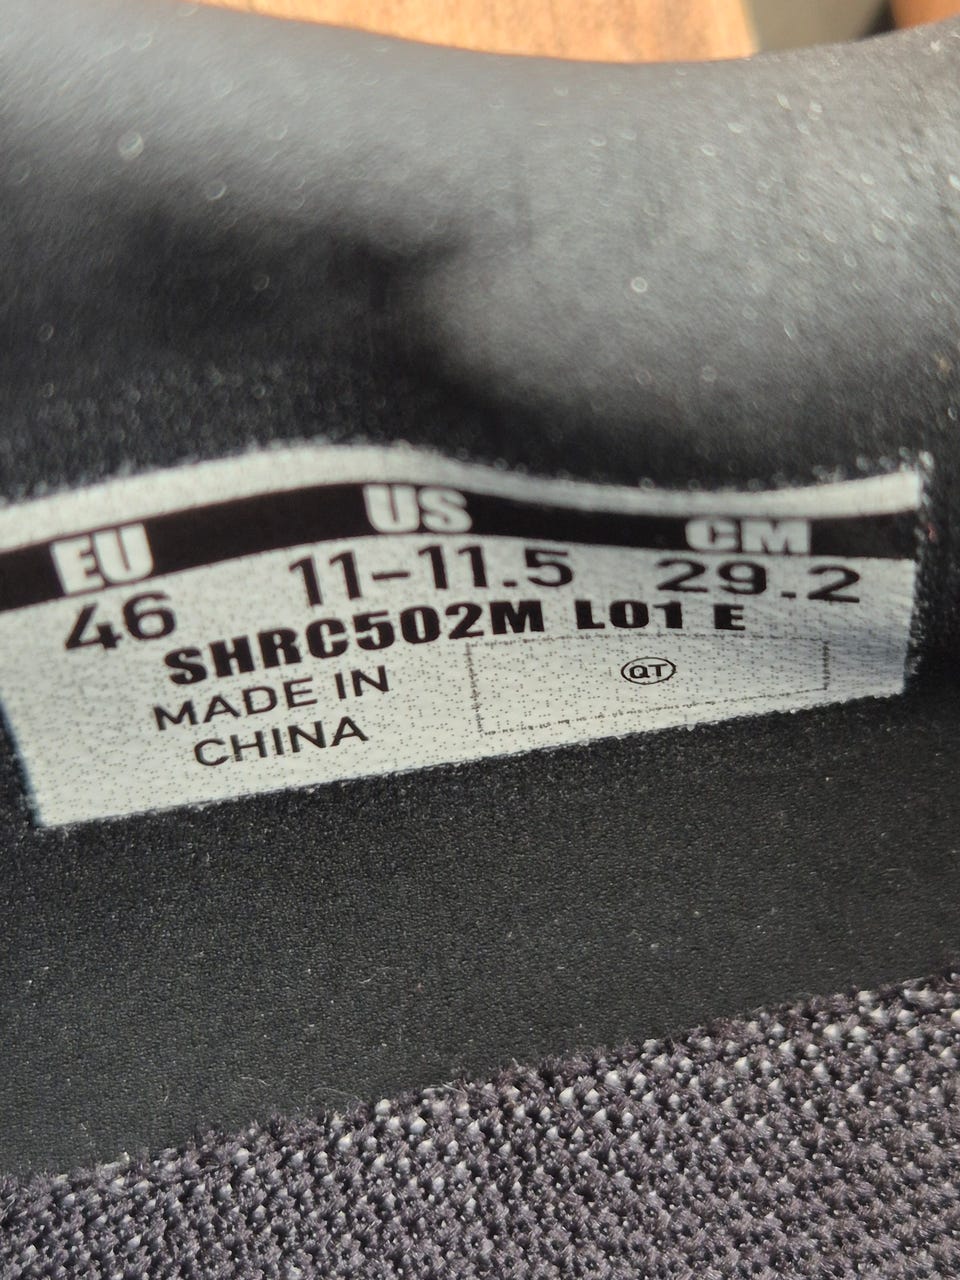 EU US CM
46 11-11.5 29.2
SHRC502M L01 E
MADE IN
CHINA
QT